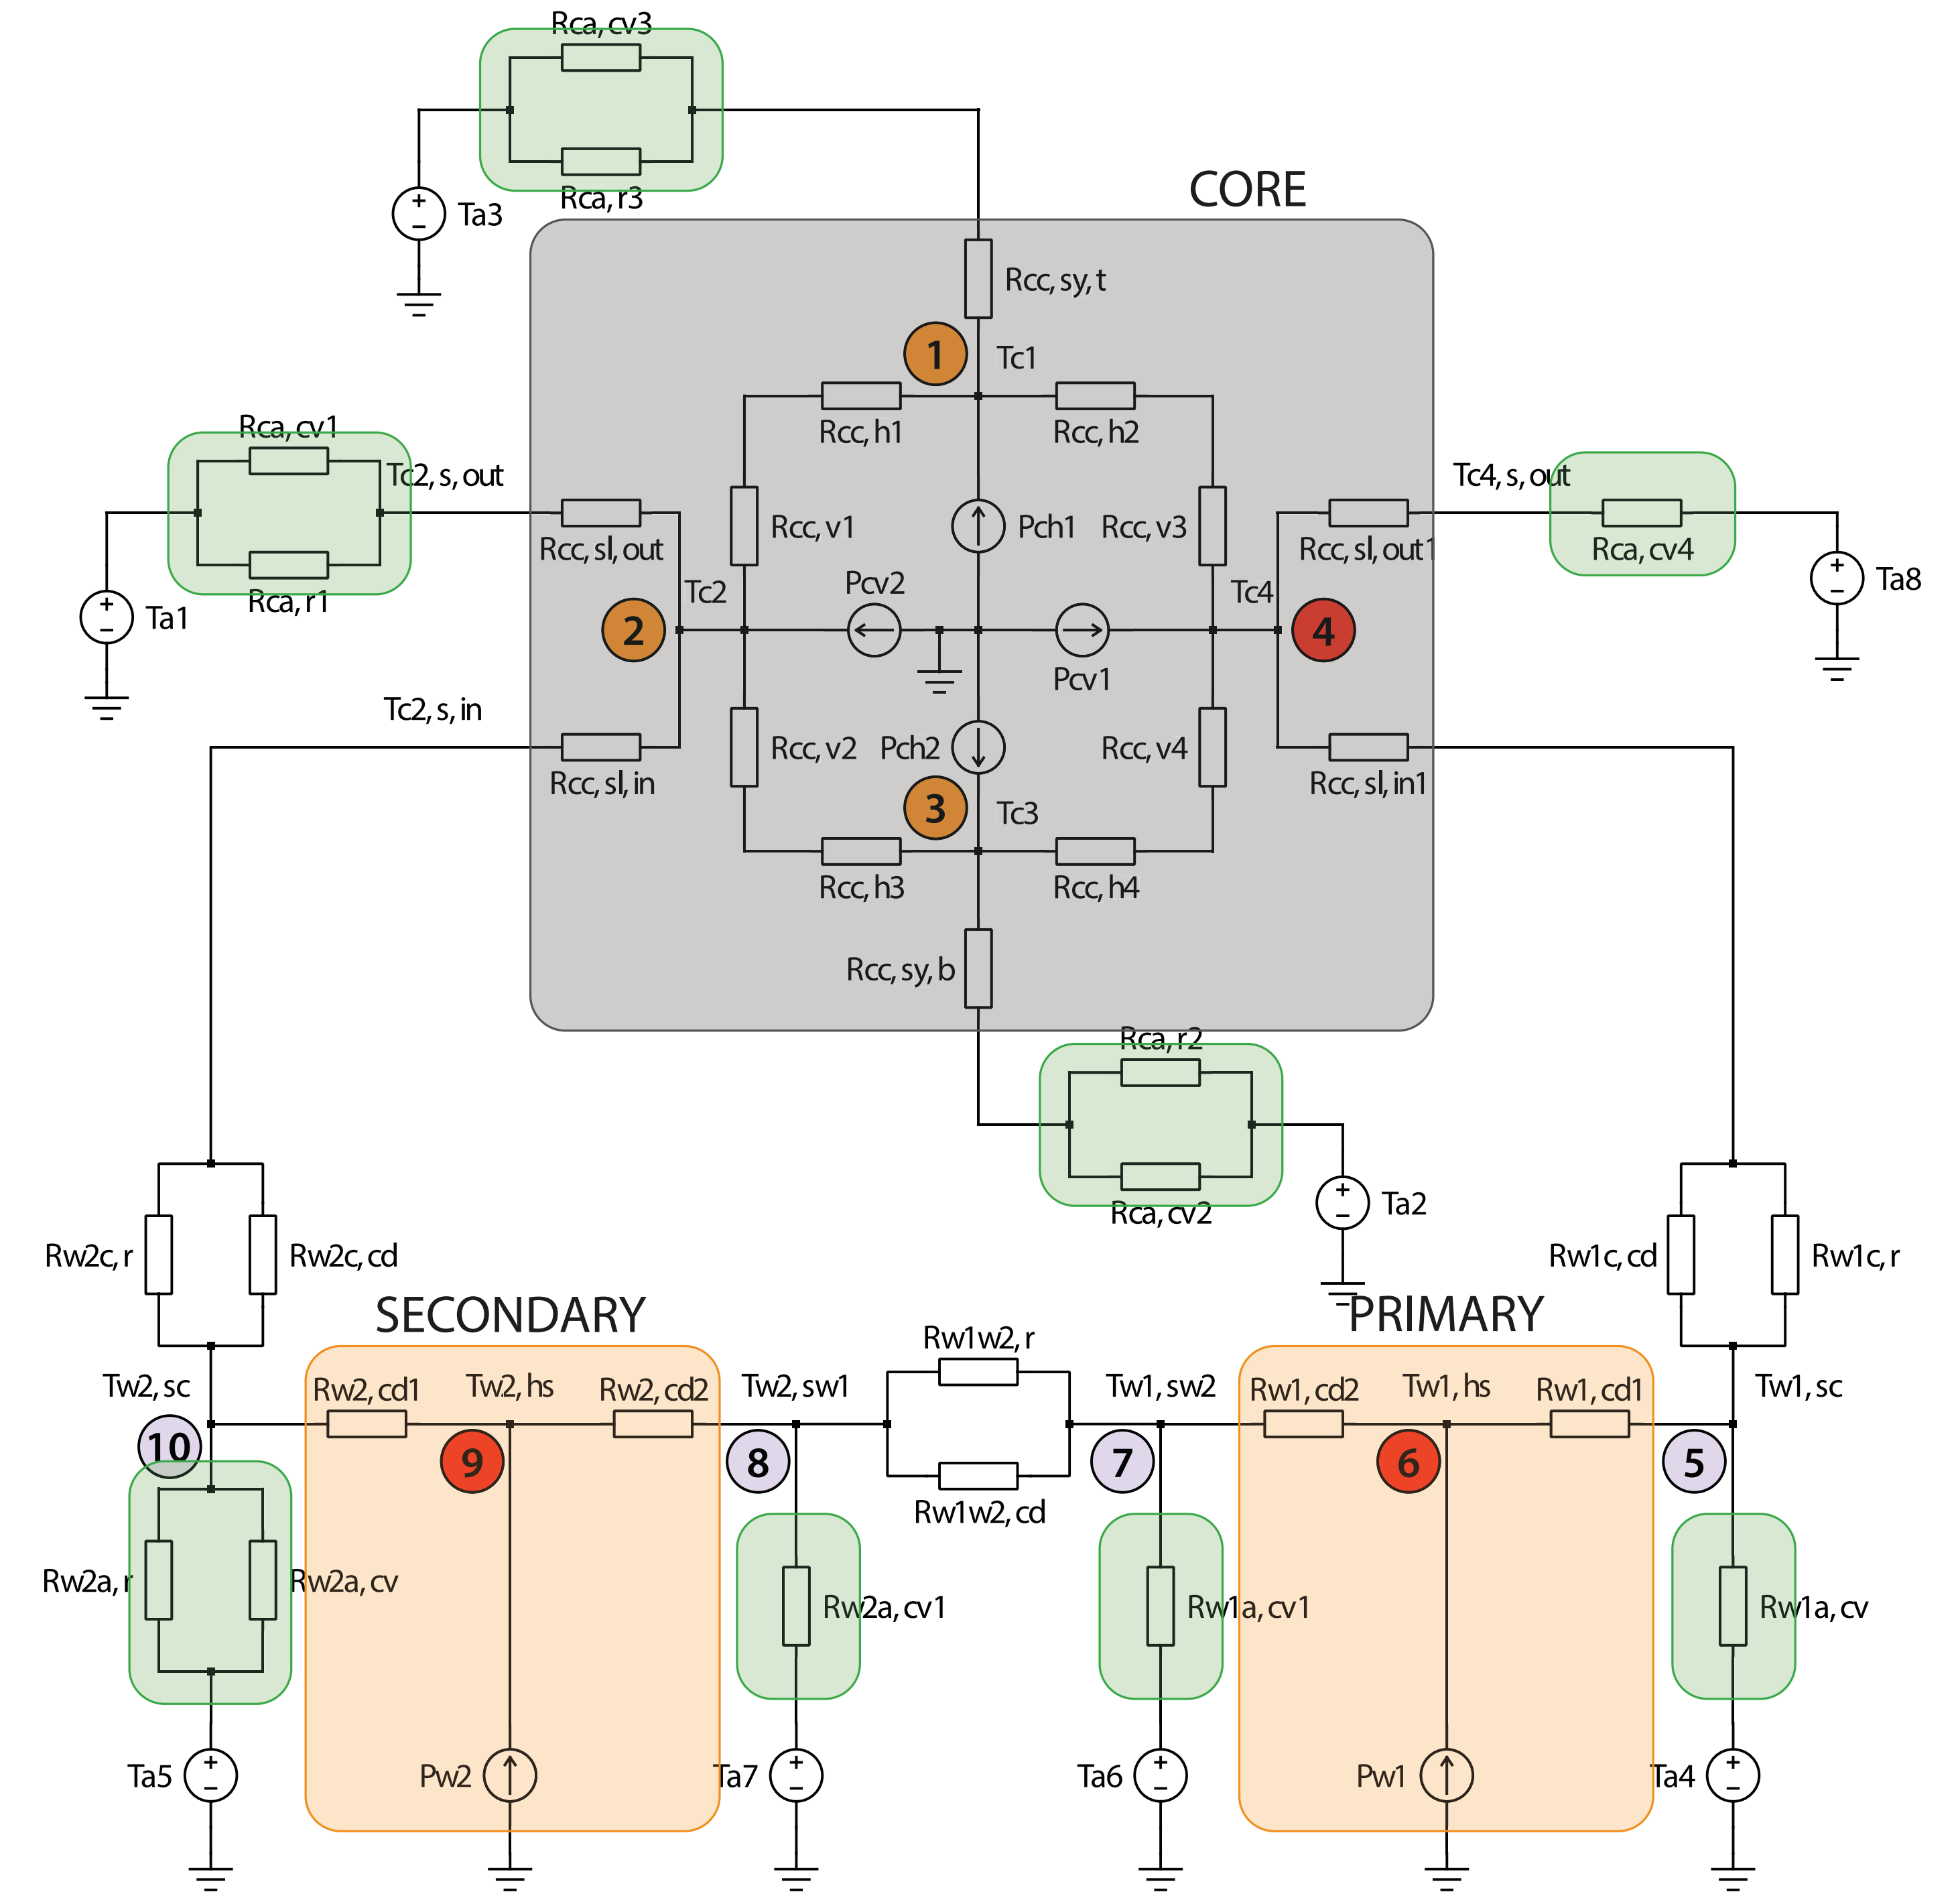 Rca, cv3
Rca, r3
Ta3
CORE
Rcc, sy, t
1
Tc1
Rcc, h1
Rcc, h2
Rca, cv1
Tc2, s, out
Tc4, s, out
Rcc, sl, out
Rcc, v1
Pch1
Rcc, v3
Rcc, sl, out1
Rca, cv4
Rca, r1
Ta1
Tc2
Pcv2
Tc4
Ta8
2
4
Pcv1
Tc2, s, in
Rcc, sl, in
Rcc, v2
Pch2
Rcc, v4
Rcc, sl, in1
3
Tc3
Rcc, h3
Rcc, h4
Rcc, sy, b
Rca, r2
Rca, cv2
Ta2
Rw2c, r
Rw2c, cd
Rw1c, cd
Rw1c, r
SECONDARY
PRIMARY
Rw1w2, r
Tw2, sc
Rw2, cd1
Tw2, hs
Rw2, cd2
Tw2, sw1
Tw1, sw2
Rw1, cd2
Tw1, hs
Rw1, cd1
Tw1, sc
10
9
8
7
6
5
Rw1w2, cd
Rw2a, r
Rw2a, cv
Rw2a, cv1
Rw1a, cv1
Rw1a, cv
Ta5
Pw2
Ta7
Ta6
Pw1
Ta4